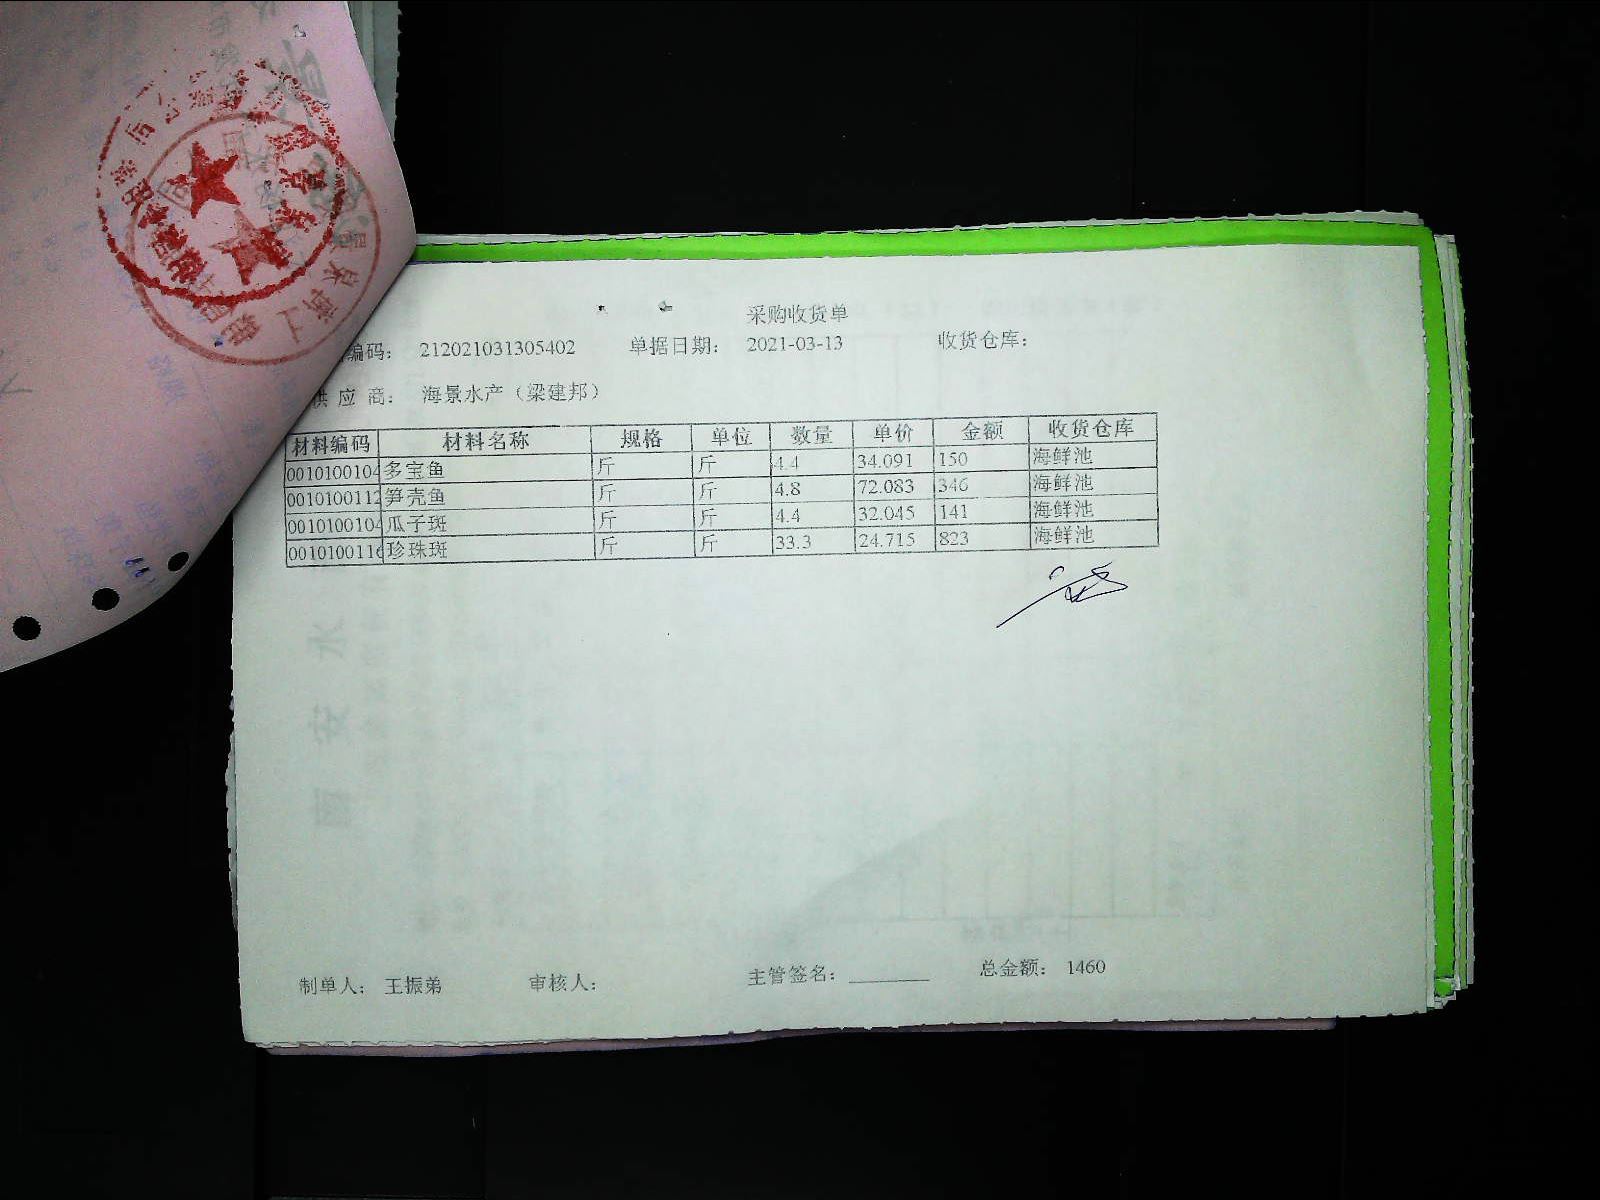 采购收货单
编码： 212021031305402 单据日期： 2021-03-13 收货仓库：
供 应 商： 海景水产（梁建邦）
材料编码 材料名称 规格 单位 数量 单价 金额 收货仓库
0010100104 多宝鱼 斤 斤 4.4 34.091 150 海鲜池
0010100112 笋壳鱼 斤 斤 4.8 72.083 346 海鲜池
0010100104 瓜子斑 斤 斤 4.4 32.045 141 海鲜池
0010100116 珍珠斑 斤 斤 33.3 24.715 823 海鲜池
制单人： 王振弟 审核人： 主管签名： 总金额： 1460